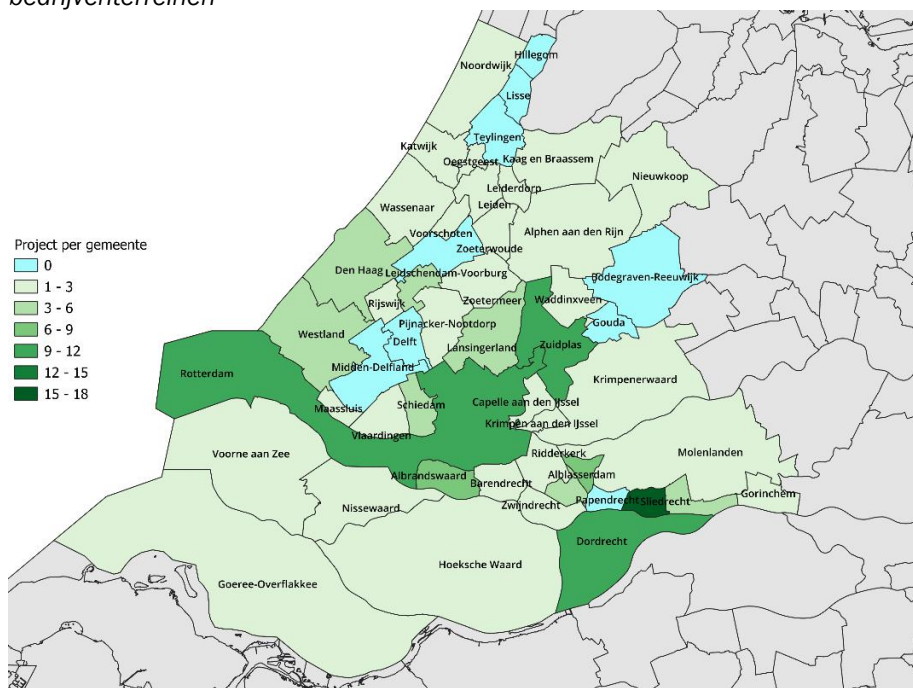 bedrijventerreinen
Hillegom
Noordwijk
Lisse
Teylingen
Katwijk
Oegstgeest
Kaag en Braassem
Nieuwkoop
Leiderdorp
Leiden
Wassenaar
Voorschoten
Alphen aan den Rijn
Zoeterwoude
Project per gemeente
0
1 - 3
3 - 6
6 - 9
9 - 12
12 - 15
15 - 18
Den Haag
Leidschendam-Voorburg
Bodegraven-Reeuwijk
Rijswijk
Zoetermeer
Waddinxveen
Pijnacker-Nootdorp
Gouda
Westland
Delft
Lansingerland
Zuidplas
Midden-Delfland
Rotterdam
Krimpenerwaard
Maassluis
Schiedam
Capelle aan den IJssel
Vlaardingen
Krimpen aan den IJssel
Voorne aan Zee
Ridderkerk
Molenlanden
Albrandswaard
Barendrecht
Alblasserdam
Gorinchem
Nissewaard
Zwijndrecht
Papendrecht
Sliedrecht
Dordrecht
Hoeksche Waard
Goeree-Overflakkee